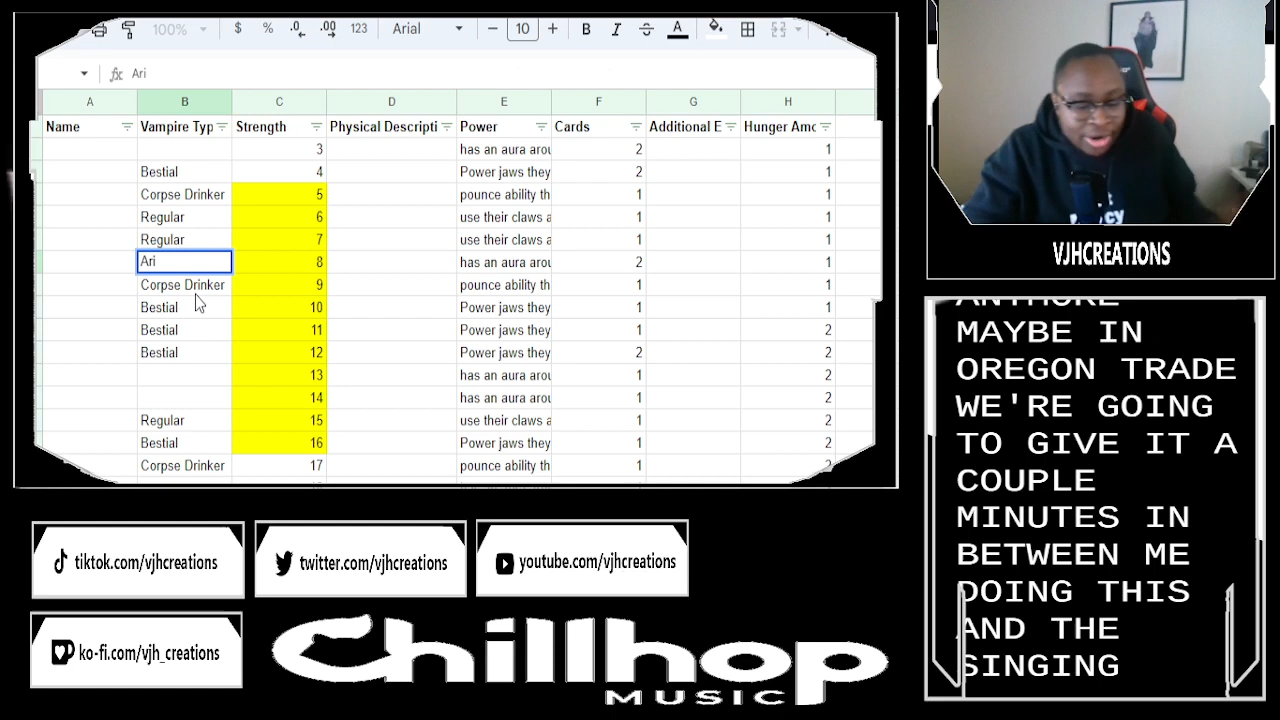 100% $ % .0 .00 123 Arial 10 B I A
fx Ari
A B C D E F G H
Name Vampire Typ Strength Physical Descripti Power Cards Additional E Hunger Amo
3 has an aura arou 2 1
Bestial 4 Power jaws they 2 1
Corpse Drinker 5 pounce ability th 1 1
Regular 6 use their claws a 1 1
Regular 7 use their claws a 1 1
Ari 8 has an aura arou 2 1
Corpse Drinker 9 pounce ability th 1 1
Bestial 10 Power jaws they 1 1
Bestial 11 Power jaws they 1 2
Bestial 12 Power jaws they 2 2
13 has an aura arou 1 2
14 has an aura arou 1 2
Regular 15 use their claws a 1 2
Bestial 16 Power jaws they 1 2
Corpse Drinker 17 pounce ability th 1 2
VJHCREATIONS
ANYMORE
MAYBE IN
OREGON TRADE
WE'RE GOING
TO GIVE IT A
COUPLE
MINUTES IN
BETWEEN ME
DOING THIS
AND THE
SINGING
tiktok.com/vjhcreations
twitter.com/vjhcreations
youtube.com/vjhcreations
ko-fi.com/vjh_creations
Chillhop
MUSIC